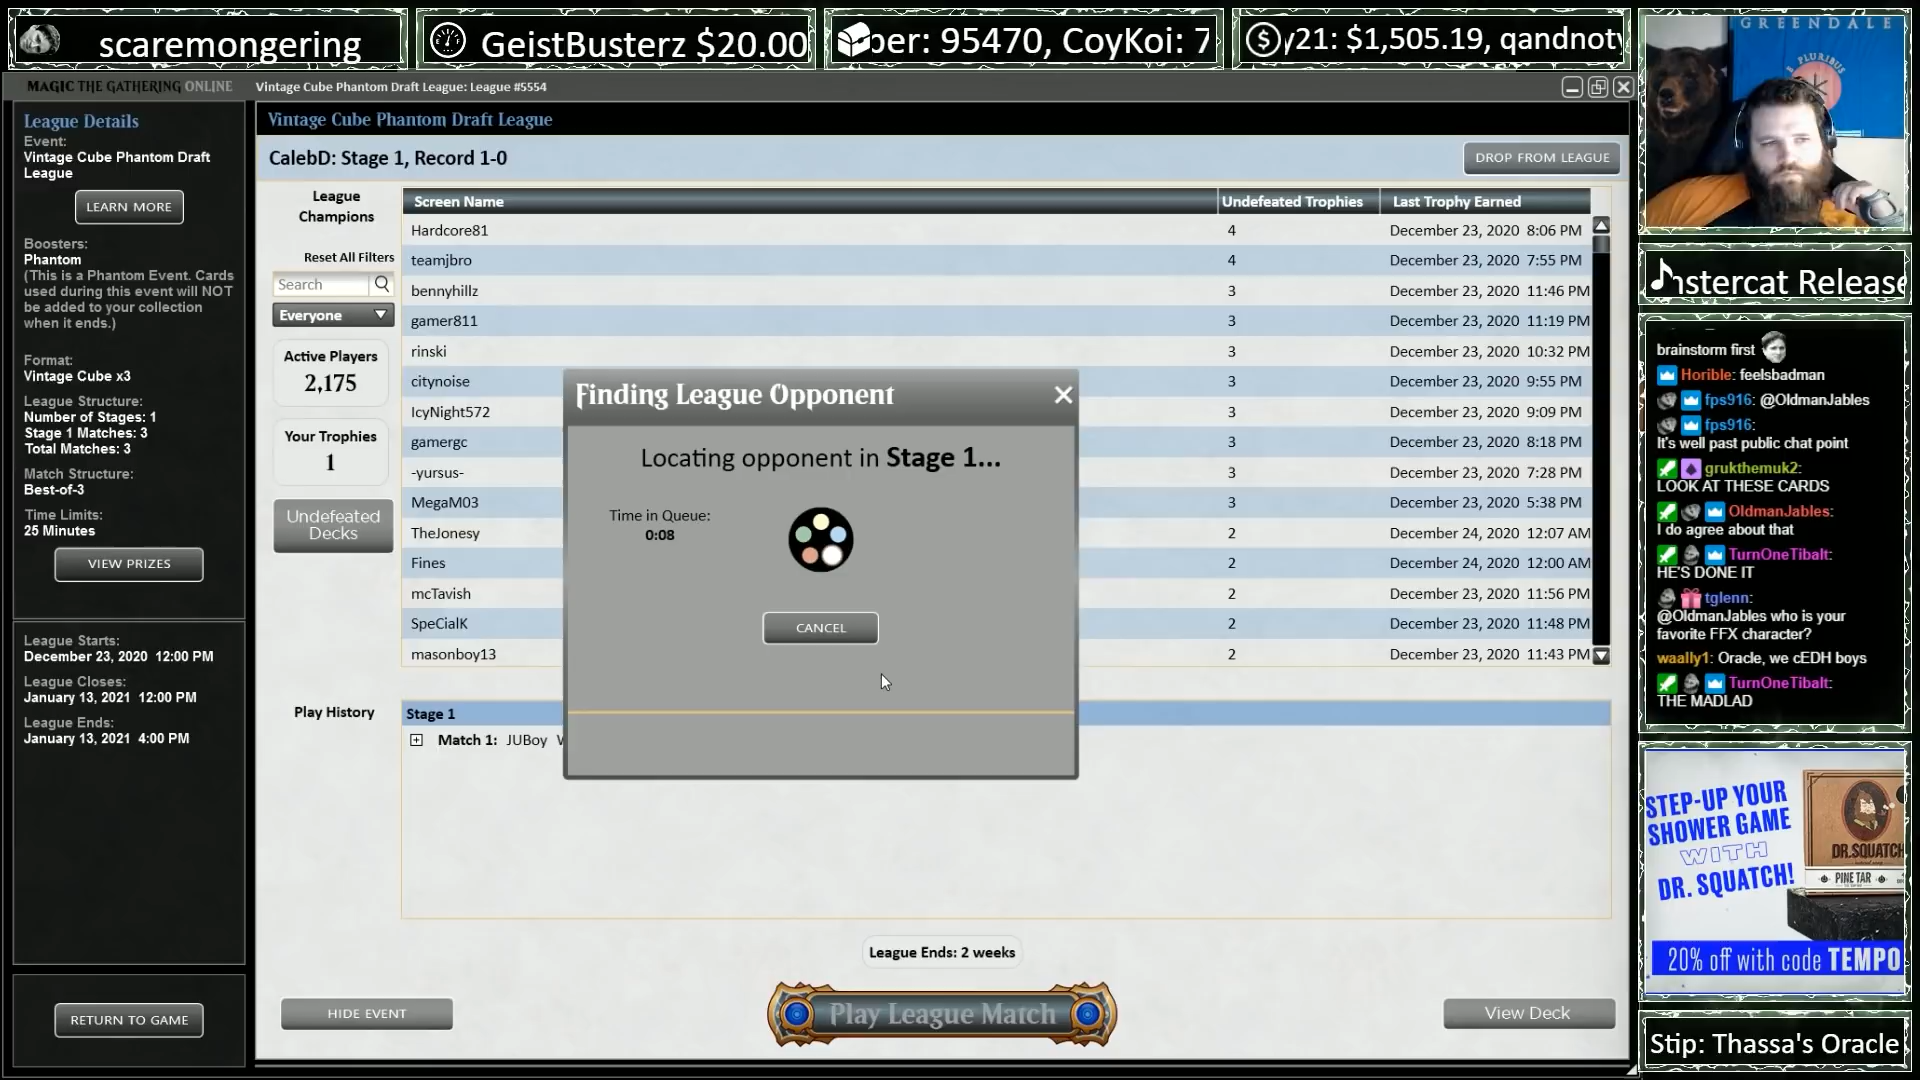 scaremongering
GeistBusterz $20.00
ber: 95470, CoyKoi: 7
y21: $1,505.19, qandnoty
GREENDALE
E PLURIBUS
MAGIC THE GATHERING ONLINE
Vintage Cube Phantom Draft League: League #5554
League Details
Event:
Vintage Cube Phantom Draft
League
LEARN MORE
Boosters:
Phantom
(This is a Phantom Event. Cards
used during this event will NOT
be added to your collection
when it ends.)
Format:
Vintage Cube x3
League Structure:
Number of Stages: 1
Stage 1 Matches: 3
Total Matches: 3
Match Structure:
Best-of-3
Time Limits:
25 Minutes
VIEW PRIZES
League Starts:
December 23, 2020 12:00 PM
League Closes:
January 13, 2021 12:00 PM
League Ends:
January 13, 2021 4:00 PM
RETURN TO GAME
Vintage Cube Phantom Draft League
CalebD: Stage 1, Record 1-0
DROP FROM LEAGUE
League
Champions
Reset All Filters
Search
Everyone
Active Players
2,175
Your Trophies
1
Undefeated
Decks
Screen Name Undefeated Trophies Last Trophy Earned
Hardcore81 4 December 23, 2020 8:06 PM
teamjbro 4 December 23, 2020 7:55 PM
bennyhillz 3 December 23, 2020 11:46 PM
gamer811 3 December 23, 2020 11:19 PM
rinski 3 December 23, 2020 10:32 PM
citynoise 3 December 23, 2020 9:55 PM
IcyNight572 3 December 23, 2020 9:09 PM
gamergc 3 December 23, 2020 8:18 PM
-yursus- 3 December 23, 2020 7:28 PM
MegaM03 3 December 23, 2020 5:38 PM
TheJonesy 2 December 24, 2020 12:07 AM
Fines 2 December 24, 2020 12:00 AM
mcTavish 2 December 23, 2020 11:56 PM
SpeCialK 2 December 23, 2020 11:48 PM
masonboy13 2 December 23, 2020 11:43 PM
Finding League Opponent
Locating opponent in Stage 1...
Time in Queue:
0:08
CANCEL
Play History
Stage 1
Match 1: JUBoy W
League Ends: 2 weeks
HIDE EVENT
Play League Match
View Deck
nstercat Release
brainstorm first
Horible: feelsbadman
fps916: @OldmanJables
fps916:
It's well past public chat point
grukthemuk2:
LOOK AT THESE CARDS
OldmanJables:
I do agree about that
TurnOneTibalt:
HE'S DONE IT
tglenn:
@OldmanJables who is your
favorite FFX character?
waally1: Oracle, we cEDH boys
TurnOneTibalt:
THE MADLAD
STEP-UP YOUR
SHOWER GAME
WITH
DR. SQUATCH!
DR.SQUATCH
PINE TAR
20% off with code TEMPO
Stip: Thassa's Oracle